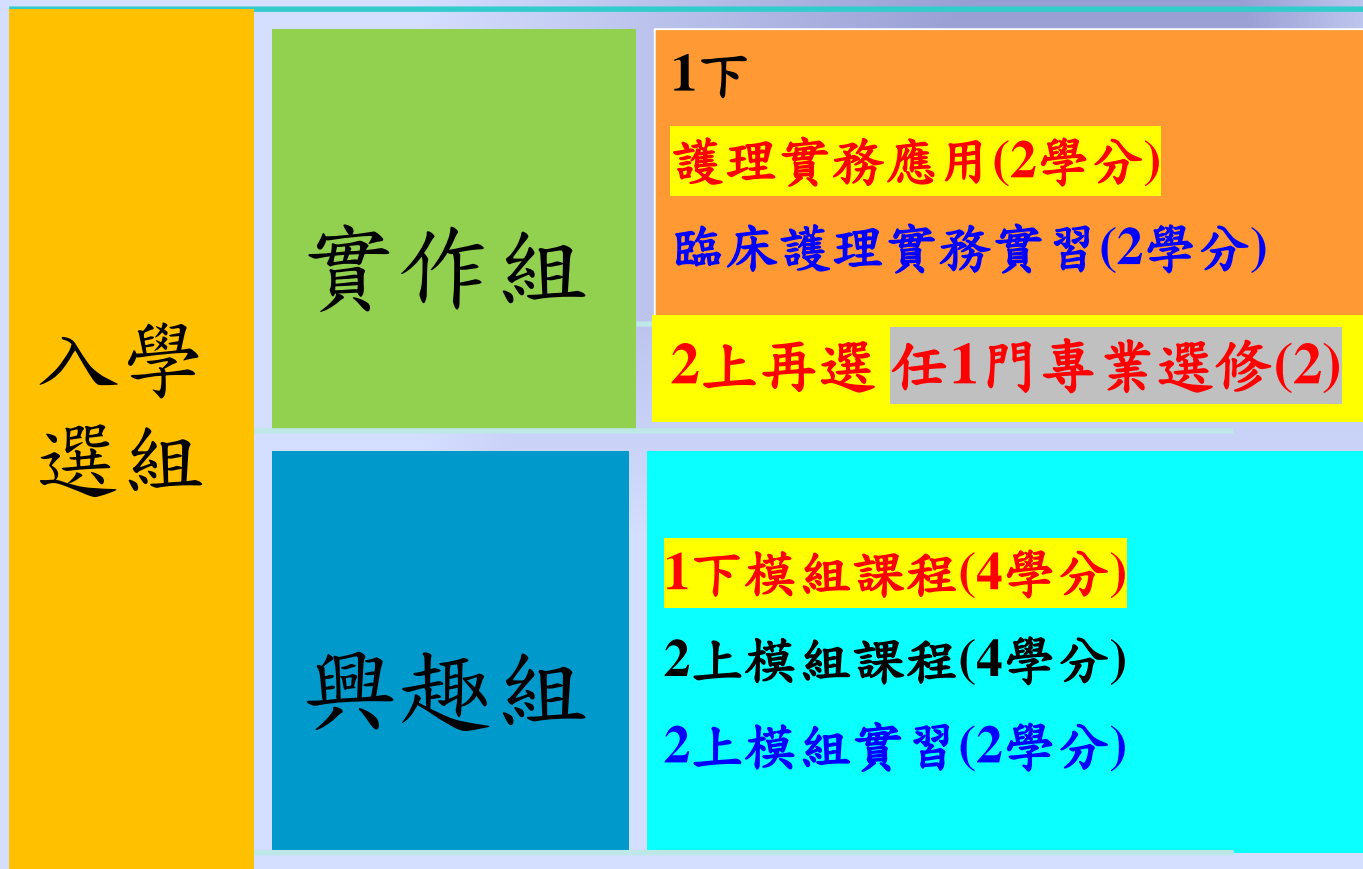 入學
選組
實作組
1下
護理實務應用(2學分)
臨床護理實務實習(2學分)
2上再選 任1門專業選修(2)
興趣組
1下模組課程(4學分)
2上模組課程(4學分)
2上模組實習(2學分)